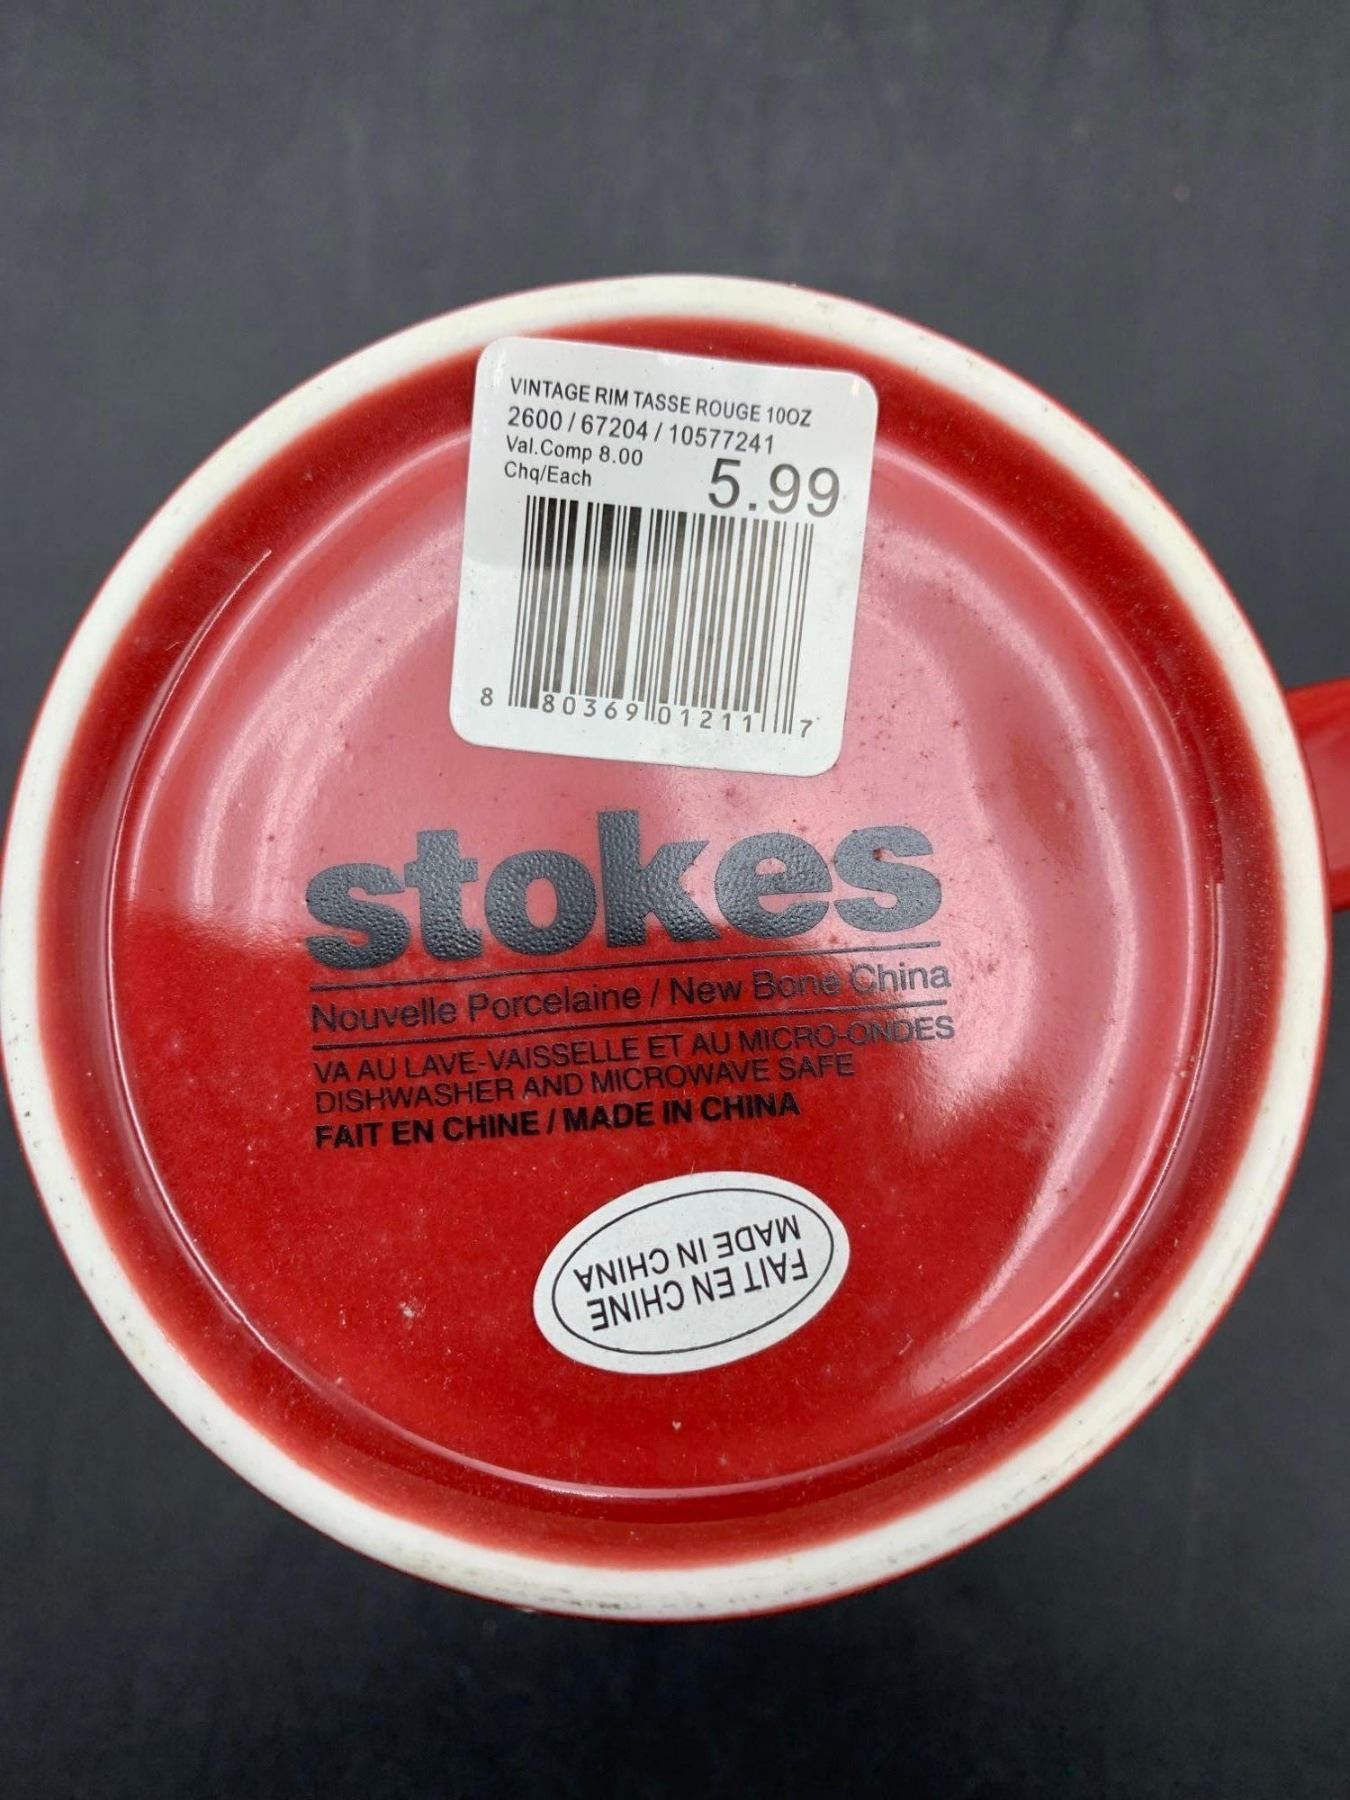 VINTAGE RIM TASSE ROUGE 10OZ
2600 / 67204 / 10577241
Val.Comp 8.00
Chq/Each
5.99
8 80369 01211 7
stokes
Nouvelle Porcelaine / New Bone China
VA AU LAVE-VAISSELLE ET AU MICRO-ONDES
DISHWASHER AND MICROWAVE SAFE
FAIT EN CHINE / MADE IN CHINA
FAIT EN CHINE
MADE IN CHINA